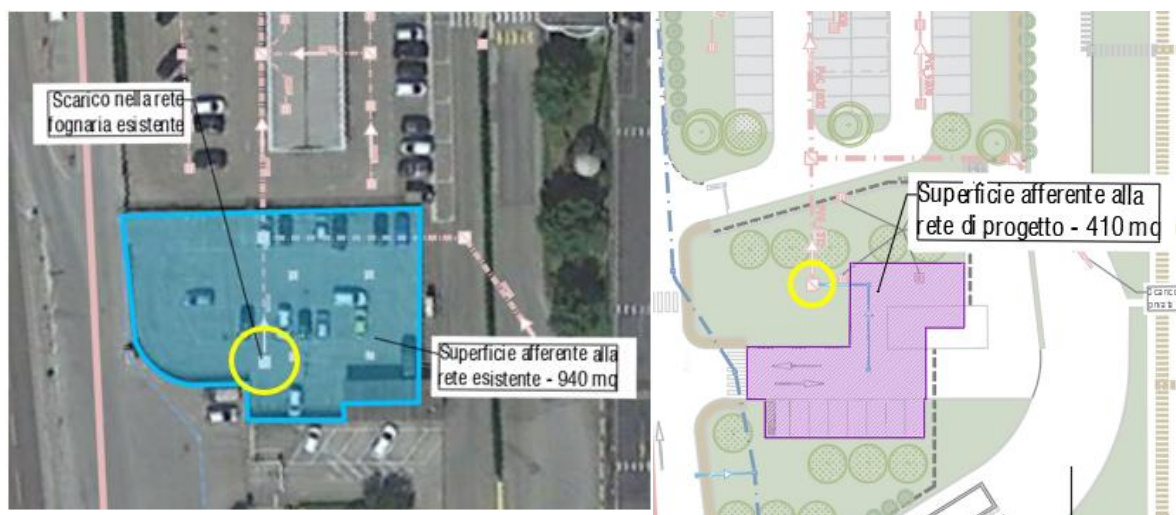 Scarico nella rete
fognaria esistente
Superficie afferente alla
rete esistente - 940 mq
Superficie afferente alla
rete di progetto - 410 mq